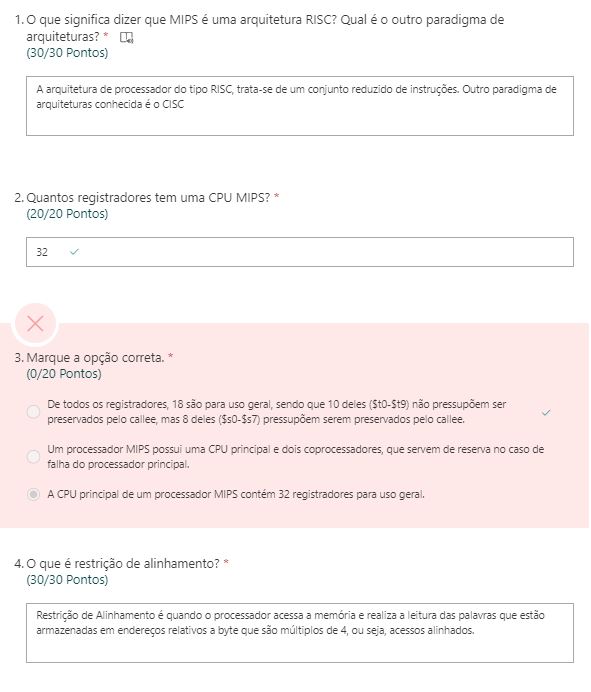 1. O que significa dizer que MIPS é uma arquitetura RISC? Qual é o outro paradigma de
arquiteturas? *
(30/30 Pontos)
A arquitetura de processador do tipo RISC, trata-se de um conjunto reduzido de instruções. Outro paradigma de
arquiteturas conhecida é o CISC
2. Quantos registradores tem uma CPU MIPS? *
(20/20 Pontos)
32
3. Marque a opção correta. *
(0/20 Pontos)
De todos os registradores, 18 são para uso geral, sendo que 10 deles ($t0-$t9) não pressupõem ser
preservados pelo callee, mas 8 deles ($s0-$s7) pressupõem serem preservados pelo callee.
Um processador MIPS possui uma CPU principal e dois coprocessadores, que servem de reserva no caso de
falha do processador principal.
A CPU principal de um processador MIPS contém 32 registradores para uso geral.
4. O que é restrição de alinhamento? *
(30/30 Pontos)
Restrição de Alinhamento é quando o processador acessa a memória e realiza a leitura das palavras que estão
armazenadas em endereços relativos a byte que são múltiplos de 4, ou seja, acessos alinhados.